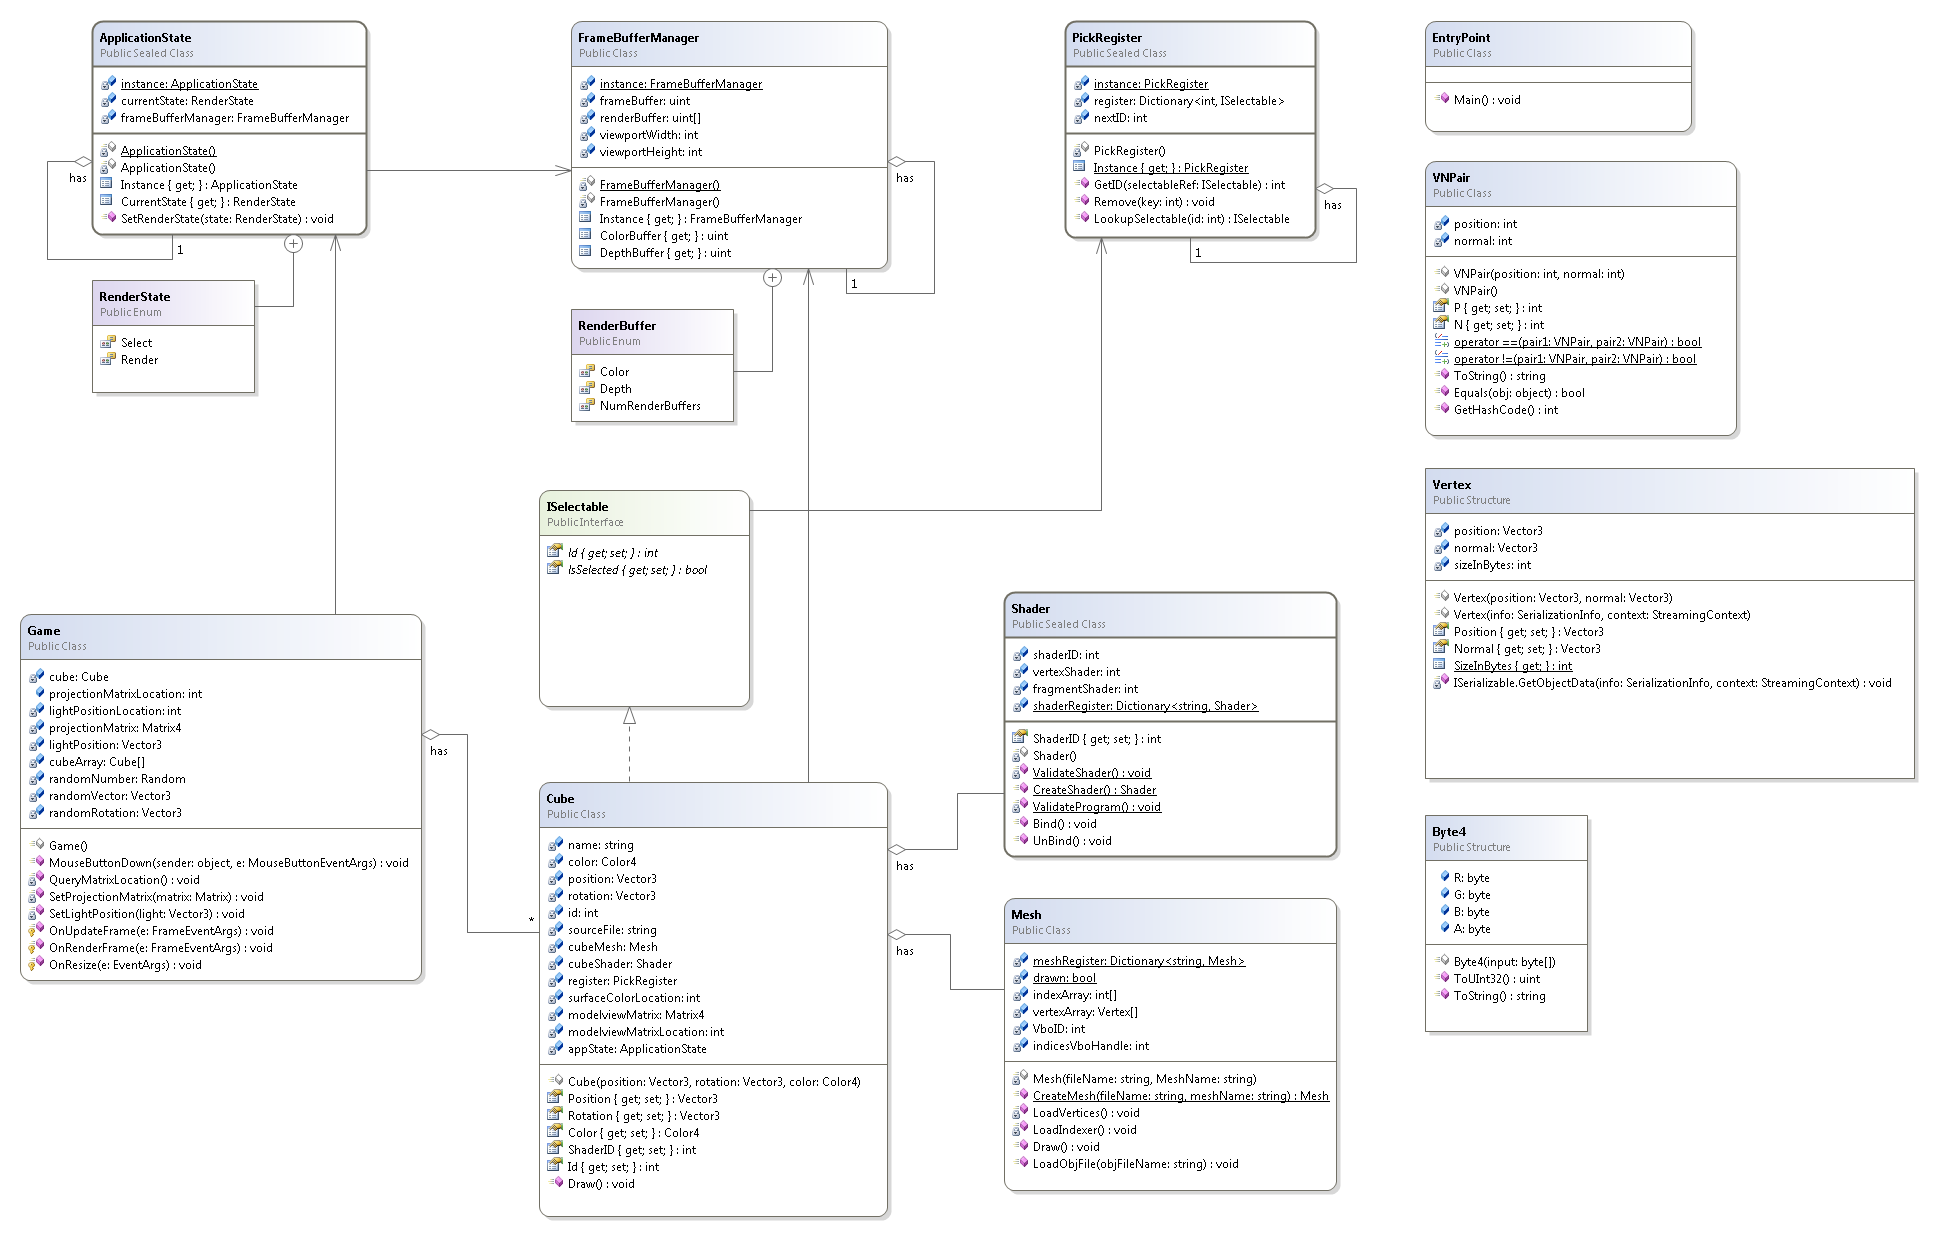 ApplicationState
Public Sealed Class
instance: ApplicationState
currentState: RenderState
frameBufferManager: FrameBufferManager
ApplicationState()
ApplicationState()
Instance { get; } : ApplicationState
CurrentState { get; } : RenderState
SetRenderState(state: RenderState) : void
has
1
RenderState
Public Enum
Select
Render
FrameBufferManager
Public Class
instance: FrameBufferManager
frameBuffer: uint
renderBuffer: uint[]
viewportWidth: int
viewportHeight: int
FrameBufferManager()
FrameBufferManager()
Instance { get; } : FrameBufferManager
ColorBuffer { get; } : uint
DepthBuffer { get; } : uint
has
1
RenderBuffer
Public Enum
Color
Depth
NumRenderBuffers
PickRegister
Public Sealed Class
instance: PickRegister
register: Dictionary<int, ISelectable>
nextID: int
PickRegister()
Instance { get; } : PickRegister
GetID(selectableRef: ISelectable) : int
Remove(key: int) : void
LookupSelectable(id: int) : ISelectable
has
1
EntryPoint
Public Class
Main() : void
VNPair
Public Class
position: int
normal: int
VNPair(position: int, normal: int)
VNPair()
P { get; set; } : int
N { get; set; } : int
operator ==(pair1: VNPair, pair2: VNPair) : bool
operator !=(pair1: VNPair, pair2: VNPair) : bool
ToString() : string
Equals(obj: object) : bool
GetHashCode() : int
Vertex
Public Structure
position: Vector3
normal: Vector3
sizeInBytes: int
Vertex(position: Vector3, normal: Vector3)
Vertex(info: SerializationInfo, context: StreamingContext)
Position { get; set; } : Vector3
Normal { get; set; } : Vector3
SizeInBytes { get; } : int
ISerializable.GetObjectData(info: SerializationInfo, context: StreamingContext) : void
Byte4
Public Structure
R: byte
G: byte
B: byte
A: byte
Byte4(input: byte[])
ToUInt32() : uint
ToString() : string
ISelectable
Public Interface
Id { get; set; } : int
IsSelected { get; set; } : bool
Game
Public Class
cube: Cube
projectionMatrixLocation: int
lightPositionLocation: int
projectionMatrix: Matrix4
lightPosition: Vector3
cubeArray: Cube[]
randomNumber: Random
randomVector: Vector3
randomRotation: Vector3
Game()
MouseButtonDown(sender: object, e: MouseButtonEventArgs) : void
QueryMatrixLocation() : void
SetProjectionMatrix(matrix: Matrix) : void
SetLightPosition(light: Vector3) : void
OnUpdateFrame(e: FrameEventArgs) : void
OnRenderFrame(e: FrameEventArgs) : void
OnResize(e: EventArgs) : void
has
*
Cube
Public Class
name: string
color: Color4
position: Vector3
rotation: Vector3
id: int
sourceFile: string
cubeMesh: Mesh
cubeShader: Shader
register: PickRegister
surfaceColorLocation: int
modelviewMatrix: Matrix4
modelviewMatrixLocation: int
appState: ApplicationState
Cube(position: Vector3, rotation: Vector3, color: Color4)
Position { get; set; } : Vector3
Rotation { get; set; } : Vector3
Color { get; set; } : Color4
ShaderID { get; set; } : int
Id { get; set; } : int
Draw() : void
has
has
Shader
Public Sealed Class
shaderID: int
vertexShader: int
fragmentShader: int
shaderRegister: Dictionary<string, Shader>
ShaderID { get; set; } : int
Shader()
ValidateShader() : void
CreateShader() : Shader
ValidateProgram() : void
Bind() : void
UnBind() : void
Mesh
Public Class
meshRegister: Dictionary<string, Mesh>
drawn: bool
indexArray: int[]
vertexArray: Vertex[]
VboID: int
indicesVboHandle: int
Mesh(fileName: string, MeshName: string)
CreateMesh(fileName: string, meshName: string) : Mesh
LoadVertices() : void
LoadIndexer() : void
Draw() : void
LoadObjFile(objFileName: string) : void